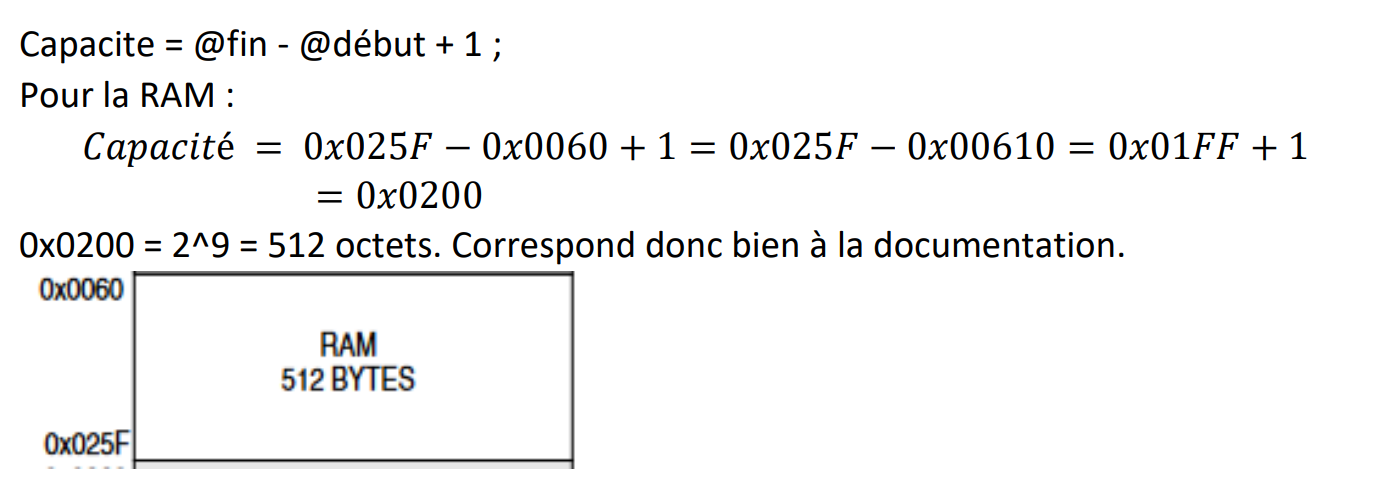 Capacite = @fin - @début + 1 ;
Pour la RAM :
Capacité = 0x025F − 0x0060 + 1 = 0x025F − 0x00610 = 0x01FF + 1
= 0x0200
0x0200 = 2^9 = 512 octets. Correspond donc bien à la documentation.
0x0060
RAM
512 BYTES
0x025F